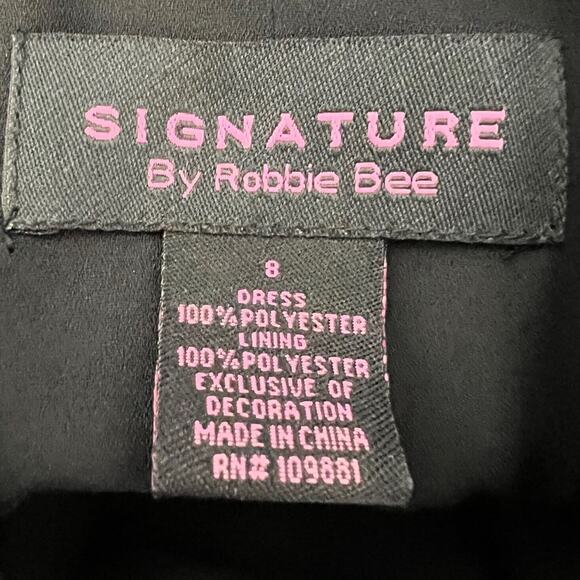 SIGNATURE
By Robbie Bee
8
DRESS
100%POLYESTER
LINING
100%POLYESTER
EXCLUSIVE OF
DECORATION
MADE IN CHINA
RN# 109881